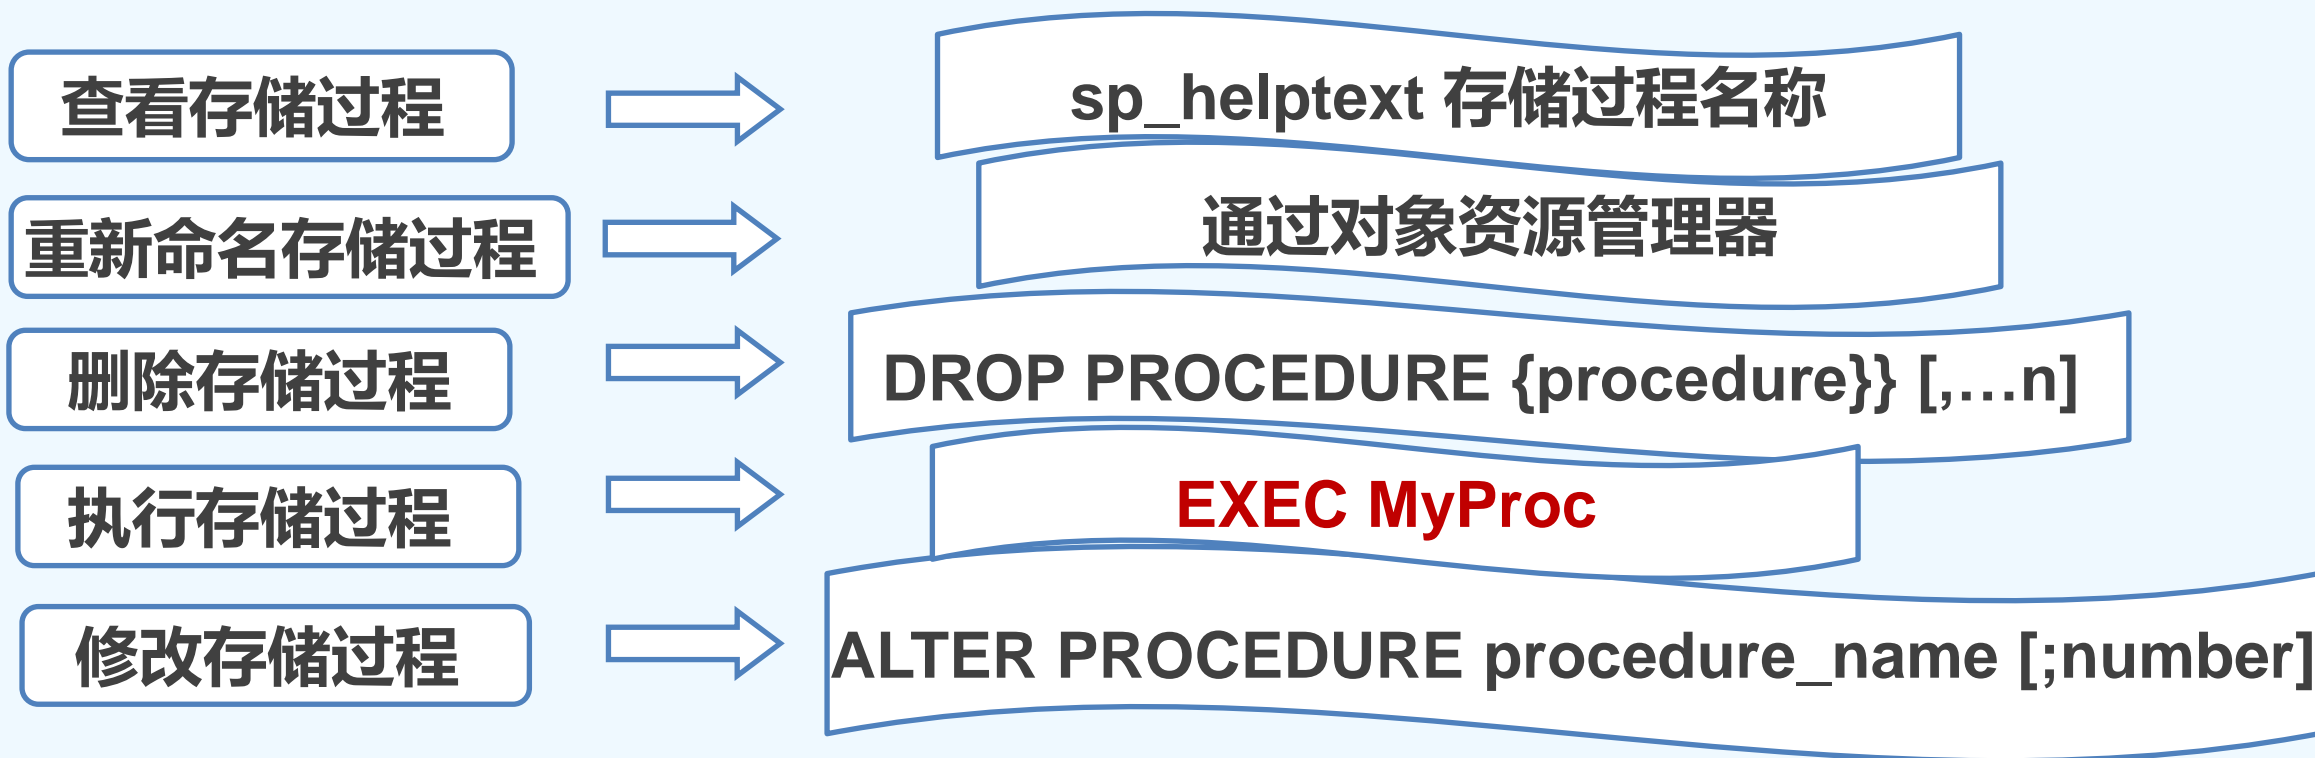 查看存储过程
sp_helptext 存储过程名称
重新命名存储过程
通过对象资源管理器
删除存储过程
DROP PROCEDURE {procedure}} [,…n]
执行存储过程
EXEC MyProc
修改存储过程
ALTER PROCEDURE procedure_name [;number]